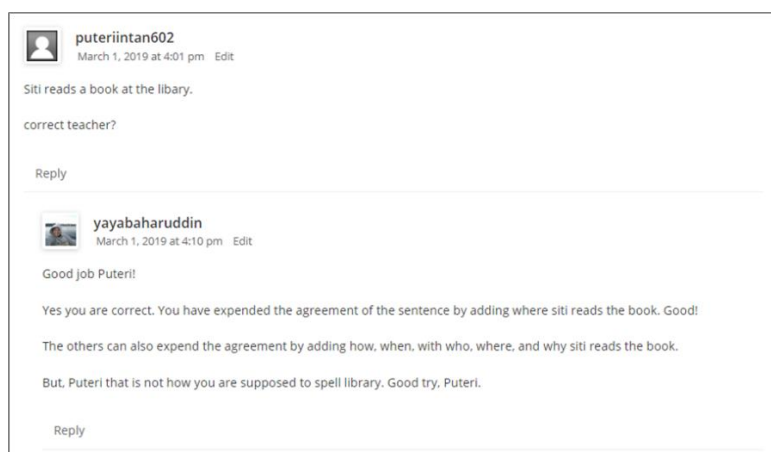 puteriintan602
March 1, 2019 at 4:01 pm Edit
Siti reads a book at the libary.
correct teacher?
Reply
yayabaharuddin
March 1, 2019 at 4:10 pm Edit
Good job Puteri!
Yes you are correct. You have expended the agreement of the sentence by adding where siti reads the book. Good!
The others can also expend the agreement by adding how, when, with who, where, and why siti reads the book.
But, Puteri that is not how you are supposed to spell library. Good try, Puteri.
Reply